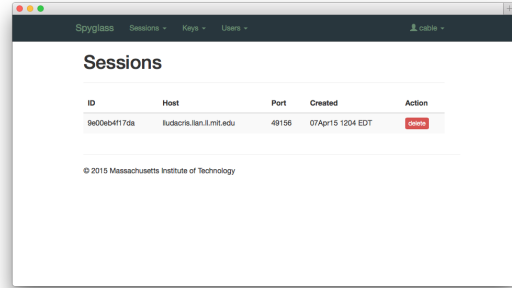 Spyglass Sessions Keys Users cable
Sessions
ID Host Port Created Action
9e00eb4f17da lludacris.llan.ll.mit.edu 49156 07Apr15 1204 EDT delete
© 2015 Massachusetts Institute of Technology